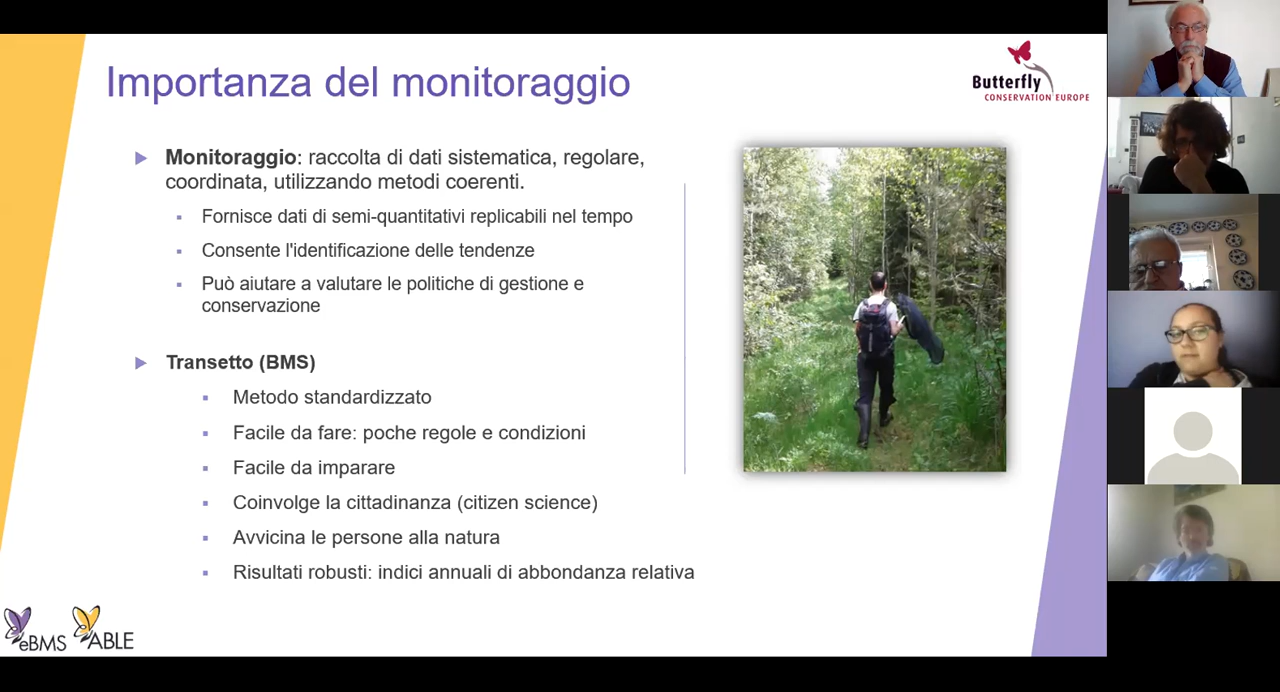 Importanza del monitoraggio
Butterfly
CONSERVATION EUROPE
Monitoraggio: raccolta di dati sistematica, regolare,
coordinata, utilizzando metodi coerenti.
Fornisce dati di semi-quantitativi replicabili nel tempo
Consente l'identificazione delle tendenze
Può aiutare a valutare le politiche di gestione e
conservazione
Transetto (BMS)
Metodo standardizzato
Facile da fare: poche regole e condizioni
Facile da imparare
Coinvolge la cittadinanza (citizen science)
Avvicina le persone alla natura
Risultati robusti: indici annuali di abbondanza relativa
eBMS
ABLE